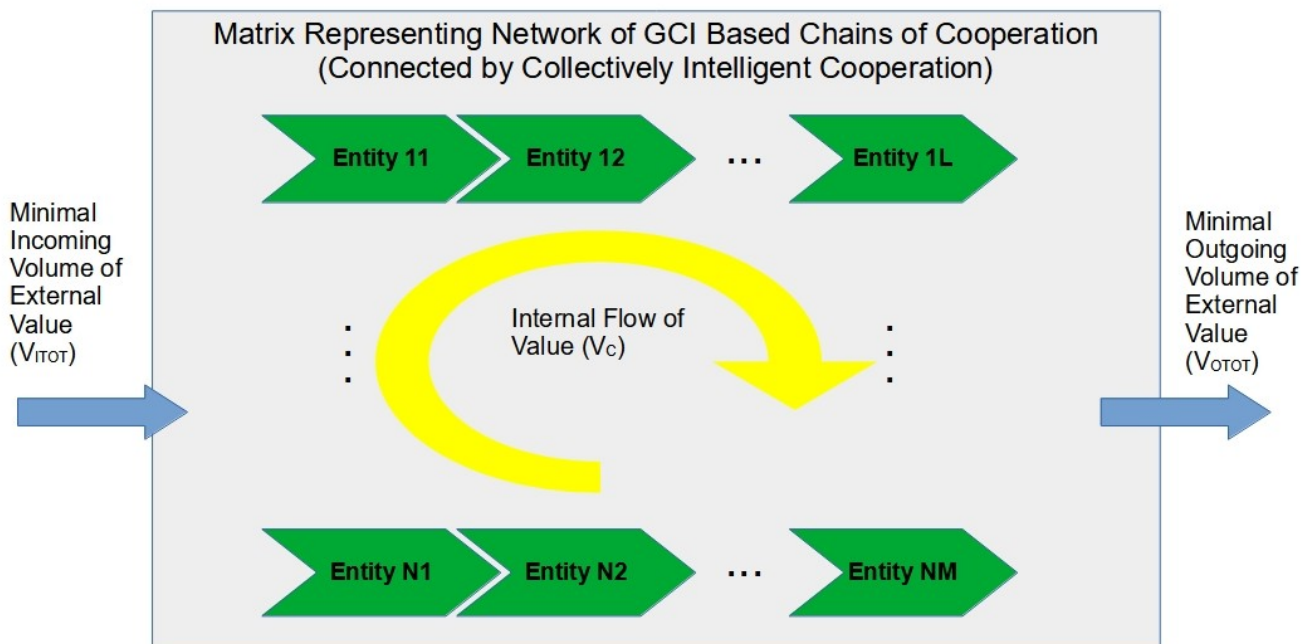 Matrix Representing Network of GCI Based Chains of Cooperation
(Connected by Collectively Intelligent Cooperation)
Entity 11
Entity 12
...
Entity 1L
Minimal
Incoming
Volume of
External
Value
(VITOT)
Internal Flow of
Value (VC)
Minimal
Outgoing
Volume of
External
Value
(VOTOT)
Entity N1
Entity N2
...
Entity NM